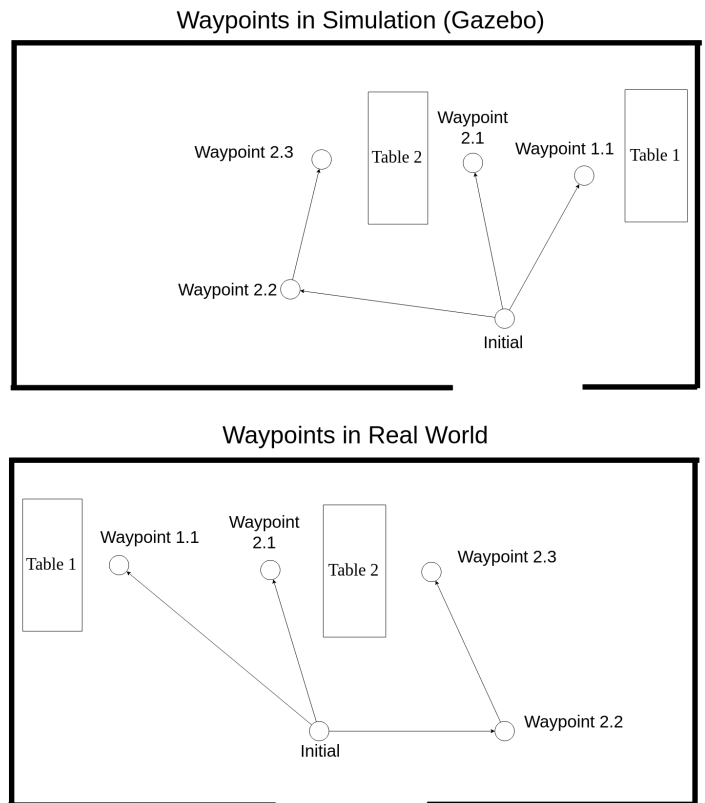 Waypoints in Simulation (Gazebo)
Waypoint
2.1
Waypoint 1.1
Waypoint 2.3
Table 2
Table 1
Waypoint 2.2
Initial
Waypoints in Real World
Waypoint 1.1
Waypoint
2.1
Waypoint 2.3
Table 1
Table 2
Waypoint 2.2
Initial